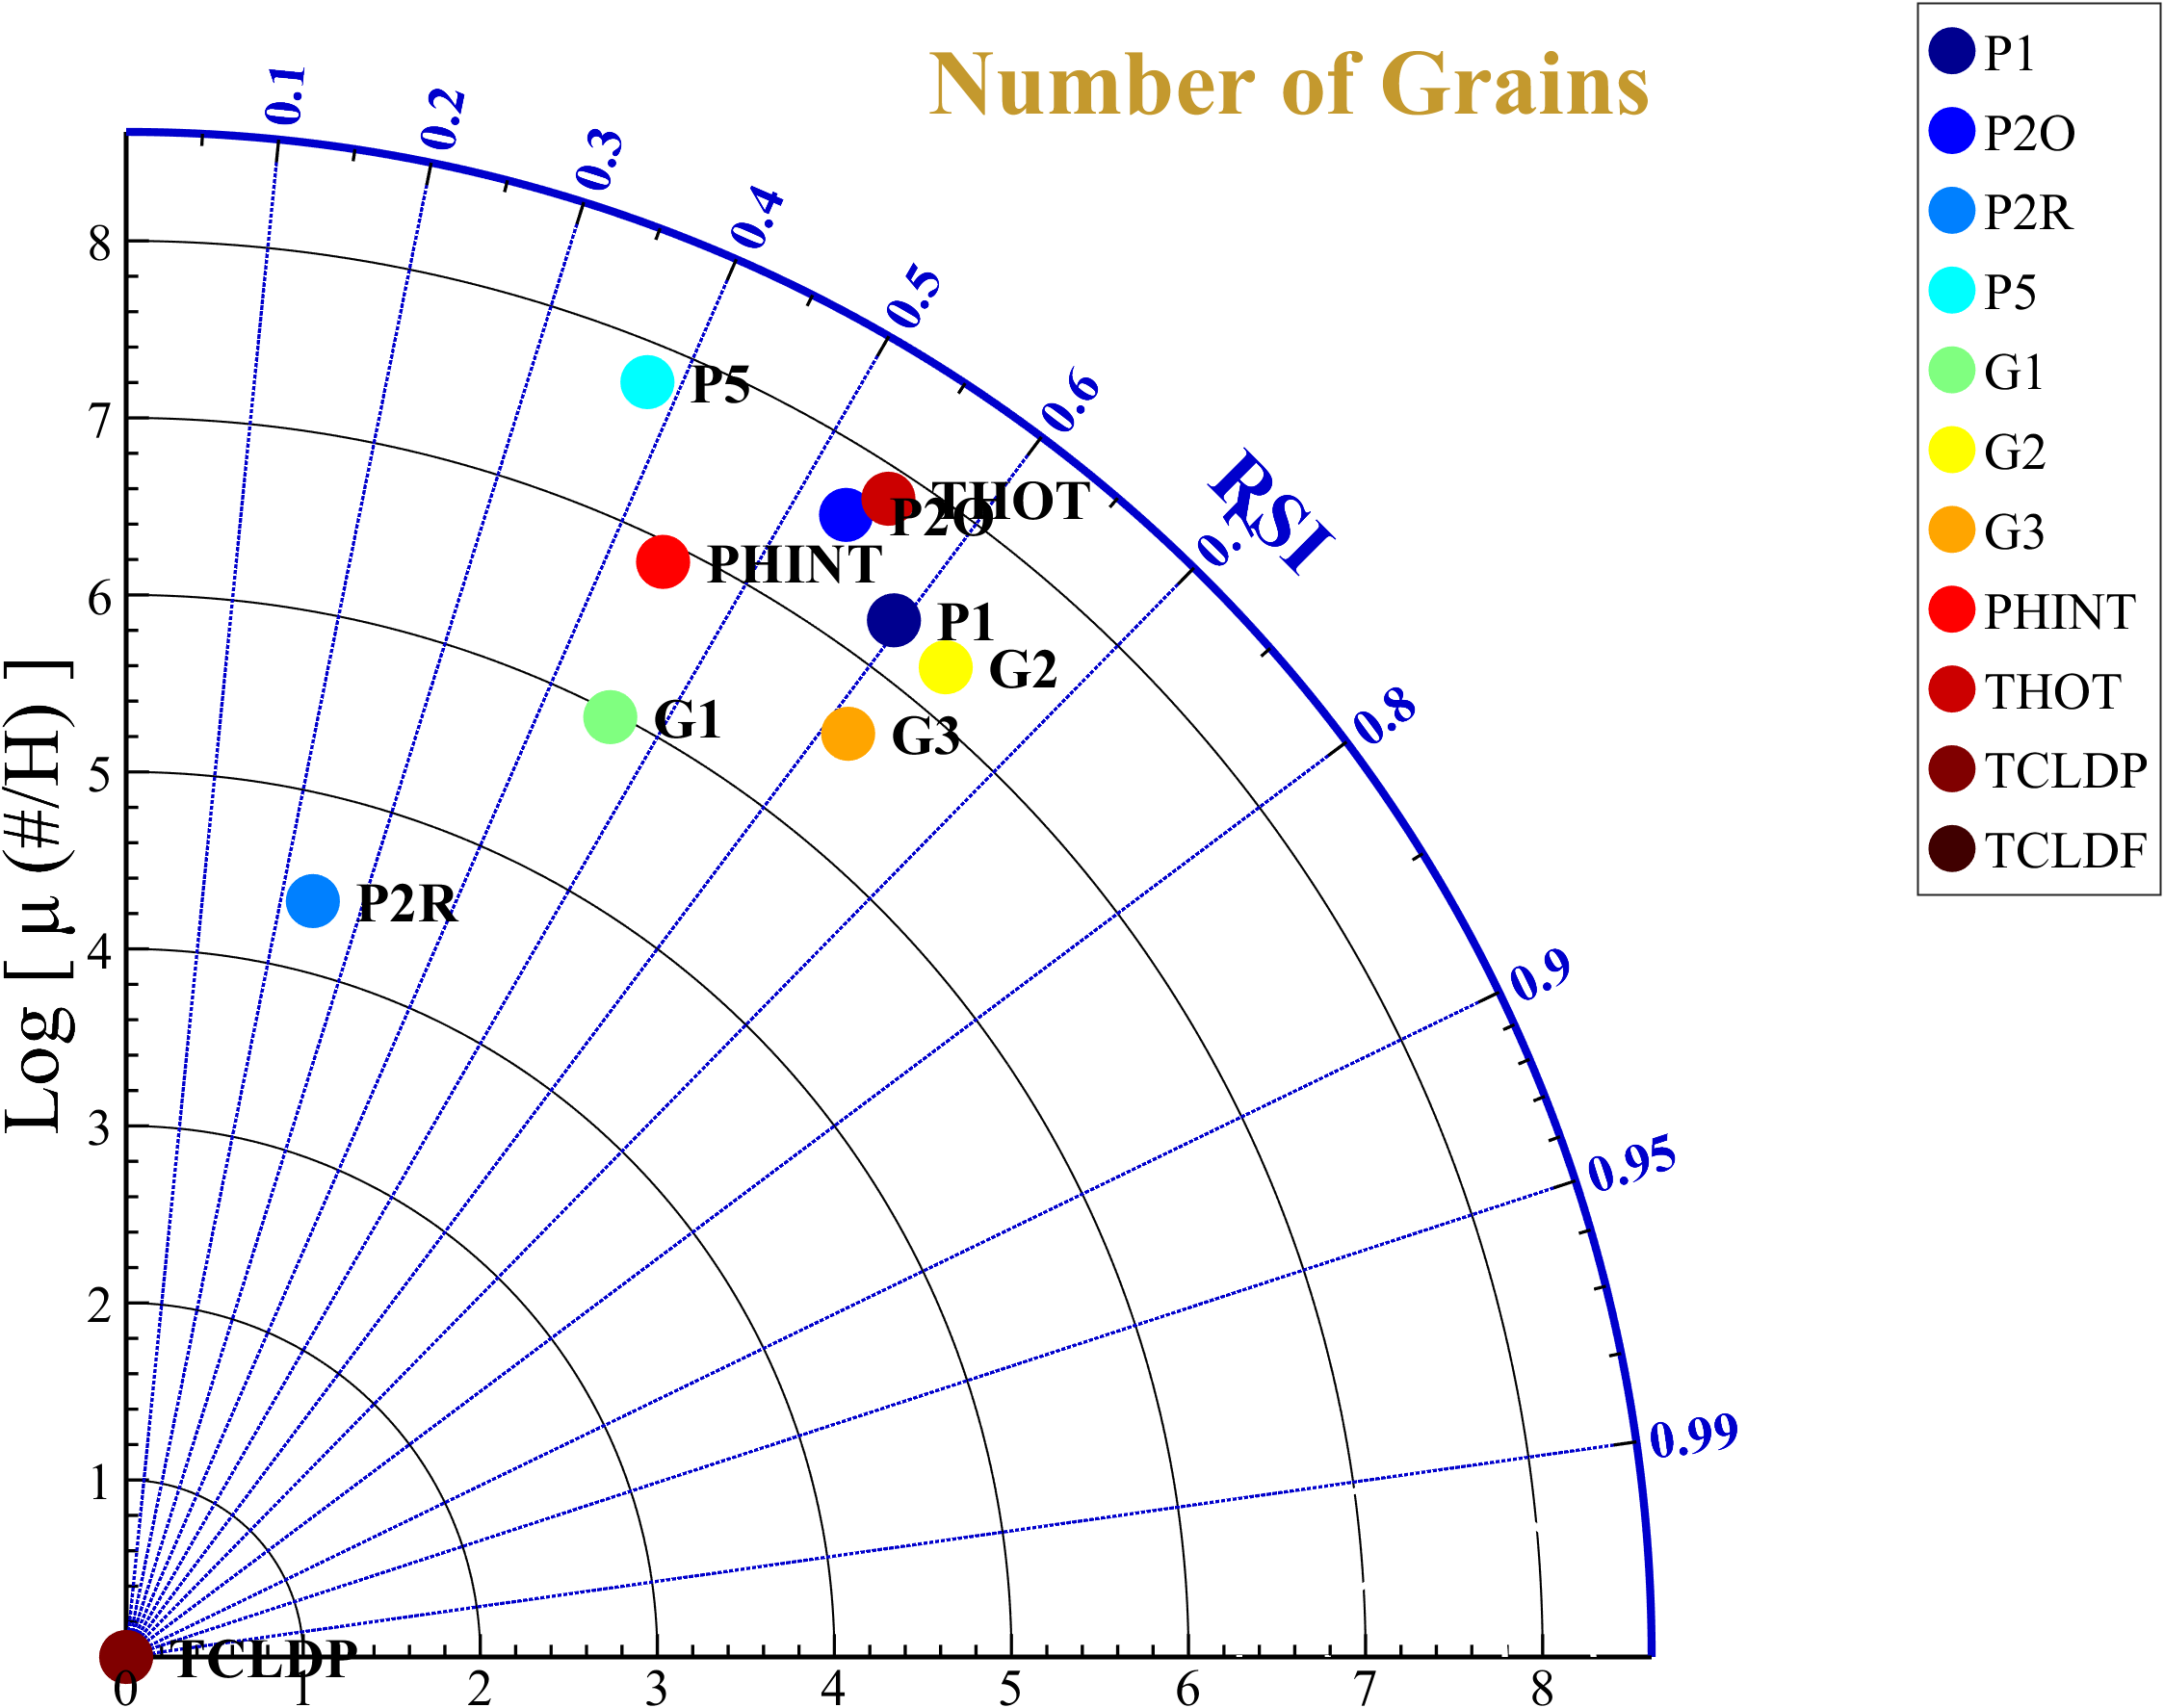 Number of Grains
0.1
0.2
0.3
0.4
0.5
0.6
0.
RSI
0.8
0.9
0.95
0.99
Log [ μ (#/H) ]
8
7
6
5
4
3
2
1
0 1 2 3 4 5 6 7 8
P5
THOT
P2O
PHINT
P1
G2
G1
G3
P2R
TCLDP
P1
P2O
P2R
P5
G1
G2
G3
PHINT
THOT
TCLDP
TCLDF